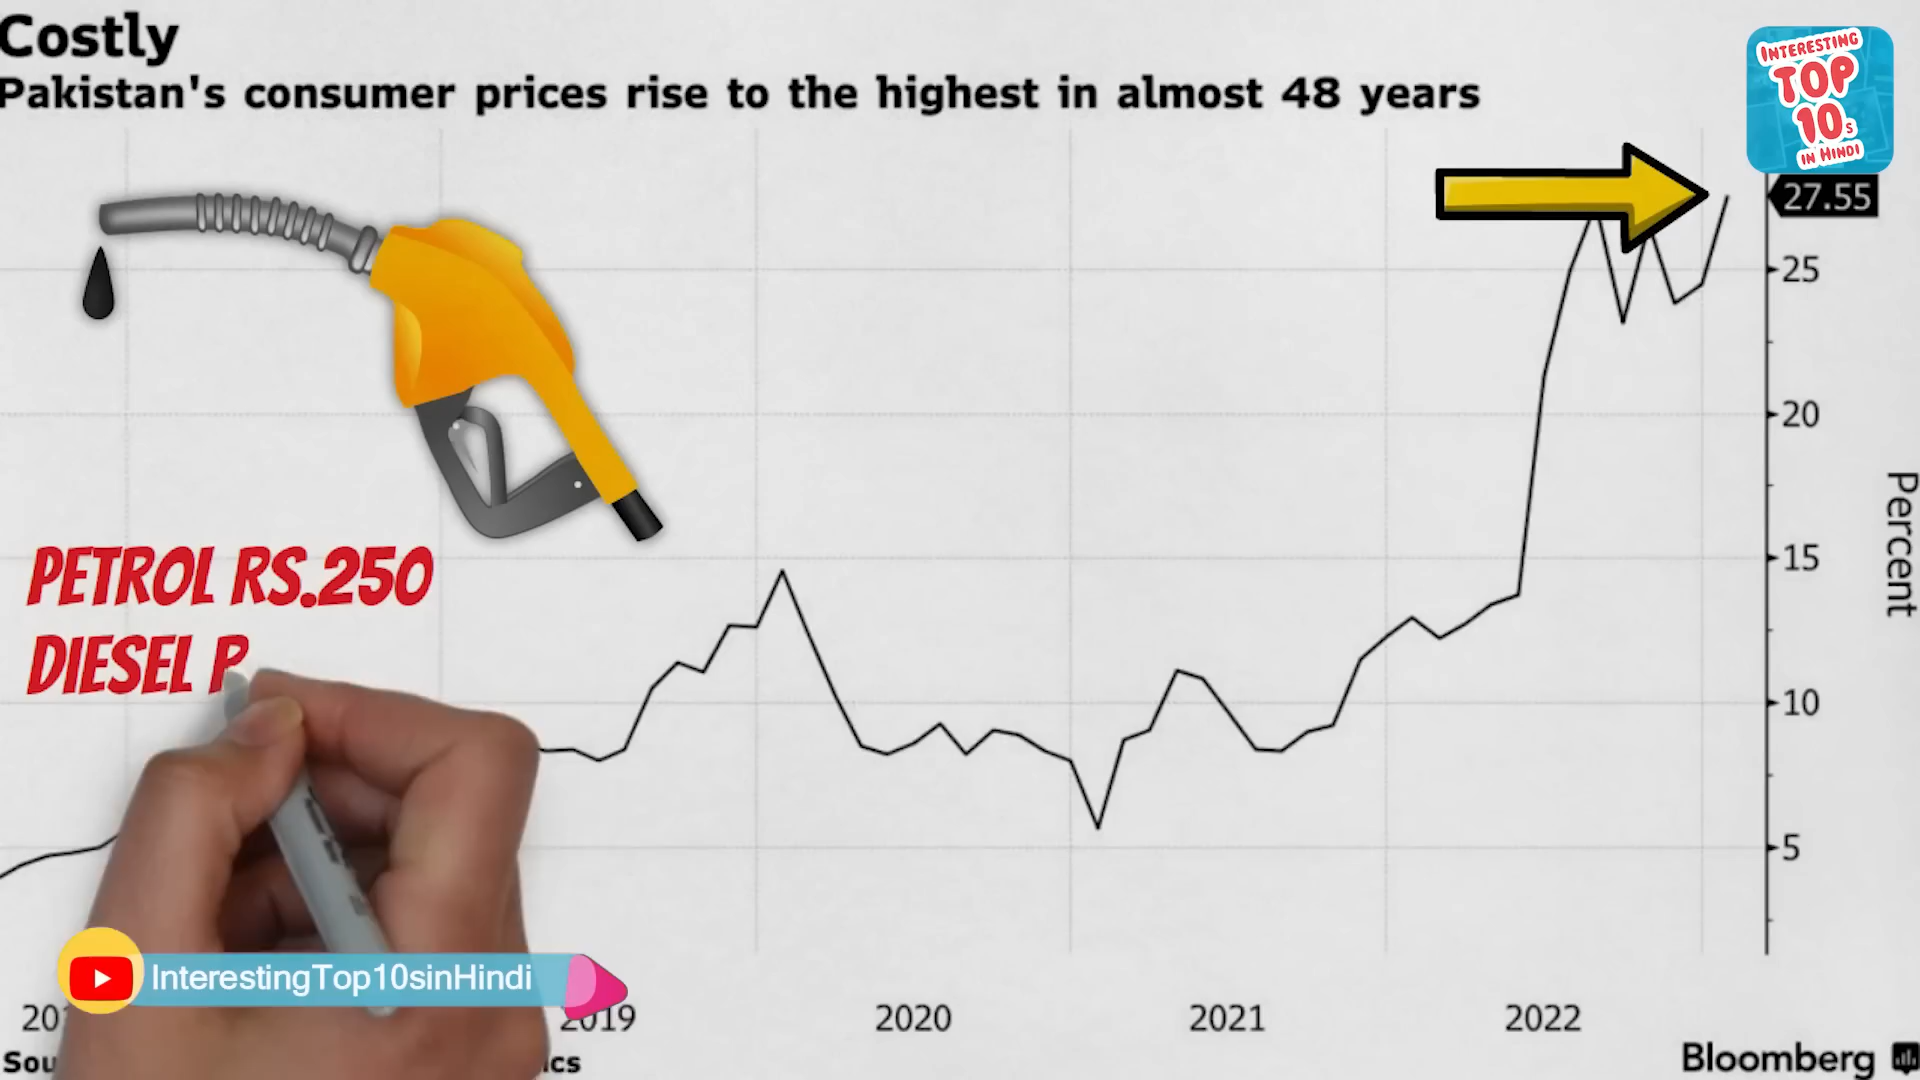 Costly
Pakistan's consumer prices rise to the highest in almost 48 years
INTERESTING
TOP
10s
IN HINDI
27.55
25
20
15
10
5
Percent
PETROL RS.250
DIESEL
InterestingTop10sinHindi
2019
2020
2021
2022
Bloomberg